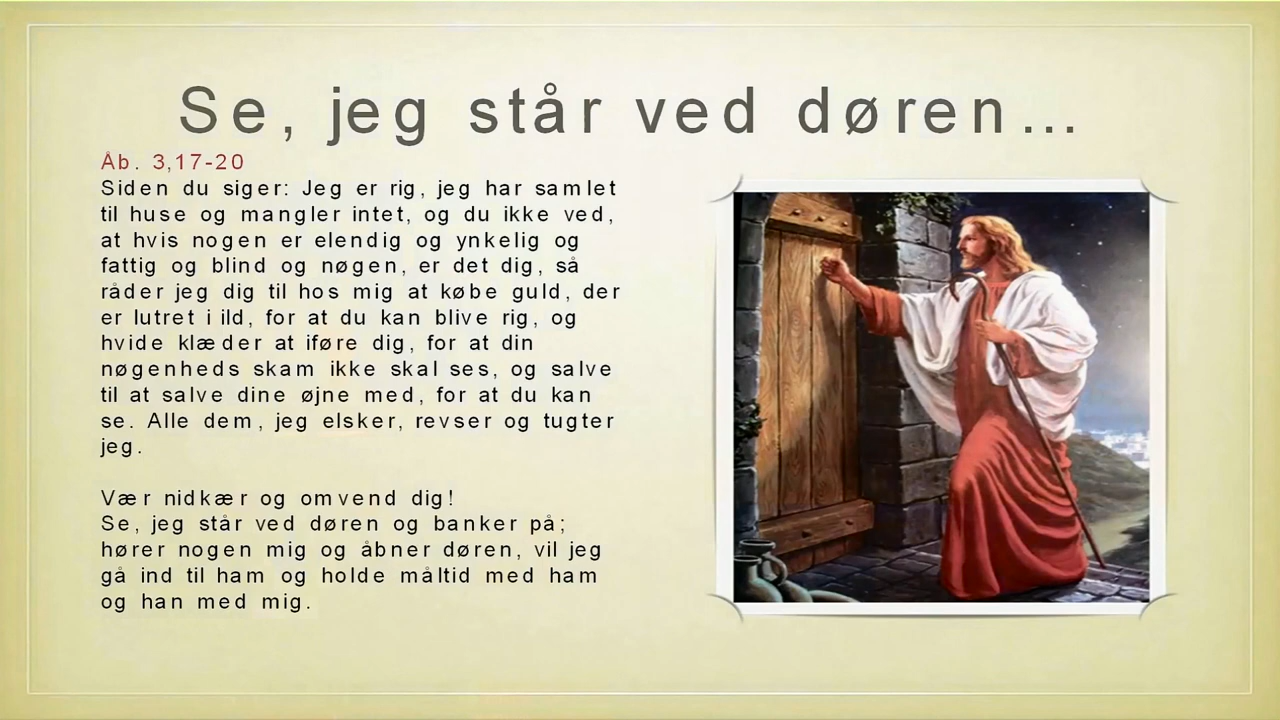 Se, jeg står ved døren...
Åb. 3,17-20
Siden du siger: Jeg er rig, jeg har samlet
til huse og mangler intet, og du ikke ved,
at hvis nogen er elendig og ynkelig og
fattig og blind og nøgen, er det dig, så
råder jeg dig til hos mig at købe guld, der
er lutret i ild, for at du kan blive rig, og
hvide klæder at iføre dig, for at din
nøgenheds skam ikke skal ses, og salve
til at salve dine øjne med, for at du kan
se. Alle dem, jeg elsker, revser og tugter
jeg.
Vær nidkær og omvend dig!
Se, jeg står ved døren og banker på;
hører nogen mig og åbner døren, vil jeg
gå ind til ham og holde måltid med ham
og han med mig.